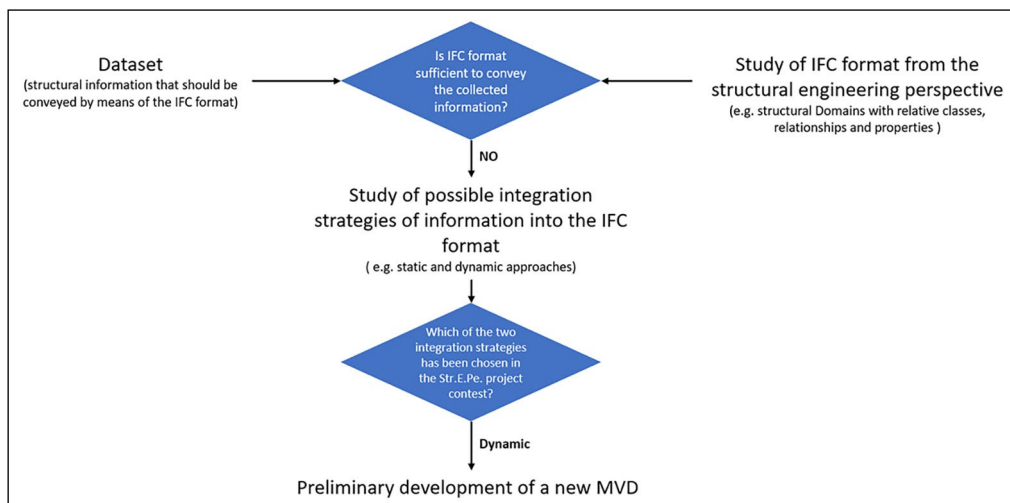 Dataset
(structural information that should be
conveyed by means of the IFC format)
Is IFC format
sufficient to convey
the collected
information?
Study of IFC format from the
structural engineering perspective
(e.g. structural Domains with relative classes,
relationships and properties )
NO
Study of possible integration
strategies of information into the IFC
format
( e.g. static and dynamic approaches)
Which of the two
integration strategies
has been chosen in
the Str.E.Pe. project
contest?
Dynamic
Preliminary development of a new MVD